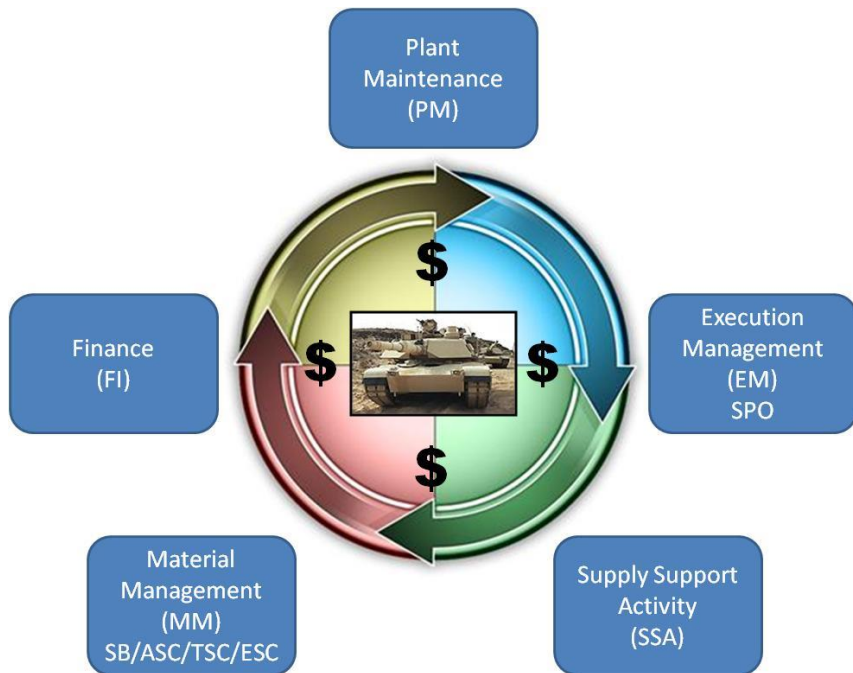 Plant
Maintenance
(PM)
$
Finance
(FI)
$
$
Execution
Management
(EM)
SPO
$
Material
Management
(MM)
SB/ASC/TSC/ESC
Supply Support
Activity
(SSA)